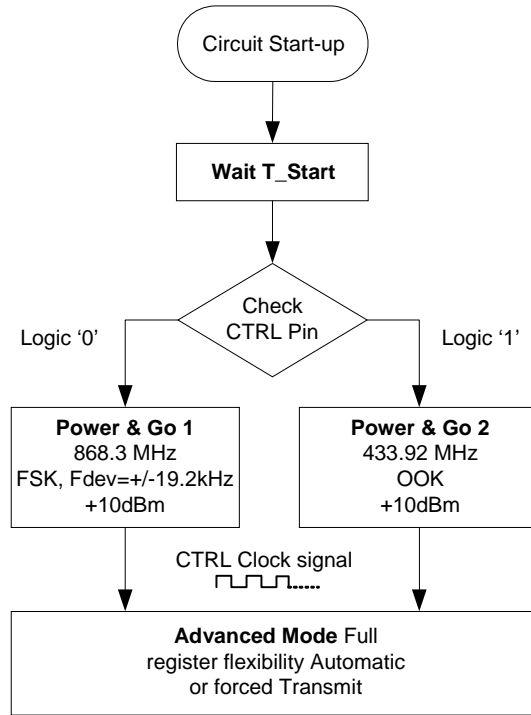 Circuit Start-up
Wait T_Start
Check
CTRL Pin
Logic ‘0’
Logic ‘1’
Power & Go 1
868.3 MHz
FSK, Fdev=+/-19.2kHz
+10dBm
Power & Go 2
433.92 MHz
OOK
+10dBm
CTRL Clock signal
Advanced Mode Full
register flexibility Automatic
or forced Transmit